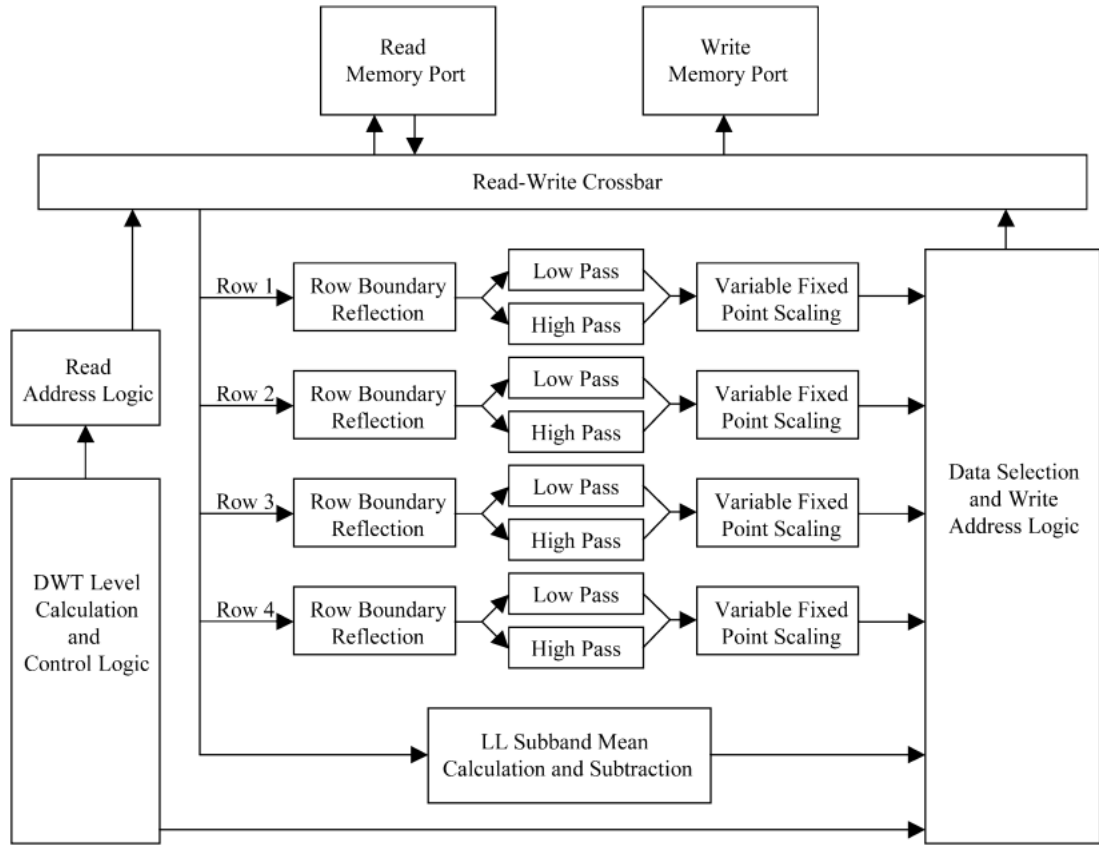 Read
Memory Port
Write
Memory Port
Read-Write Crossbar
Row 1
Row Boundary
Reflection
Low Pass
High Pass
Variable Fixed
Point Scaling
Read
Address Logic
Row 2
Row Boundary
Reflection
Low Pass
High Pass
Variable Fixed
Point Scaling
Row 3
Row Boundary
Reflection
Low Pass
High Pass
Variable Fixed
Point Scaling
Data Selection
and Write
Address Logic
DWT Level
Calculation
and
Control Logic
Row 4
Row Boundary
Reflection
Low Pass
High Pass
Variable Fixed
Point Scaling
LL Subband Mean
Calculation and Subtraction